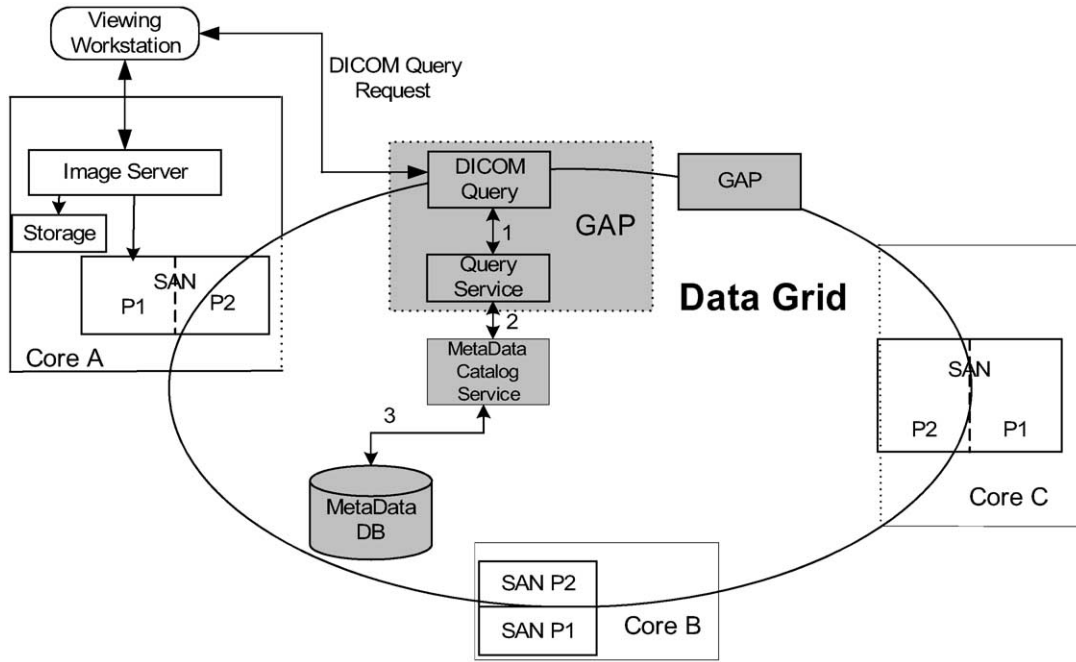 Viewing
Workstation
DICOM Query
Request
Image Server
Storage
SAN
P1
P2
Core A
DICOM
Query
1
GAP
Query
Service
2
MetaData
Catalog
Service
3
MetaData
DB
GAP
Data Grid
SAN
P2
P1
Core C
SAN P2
SAN P1
Core B